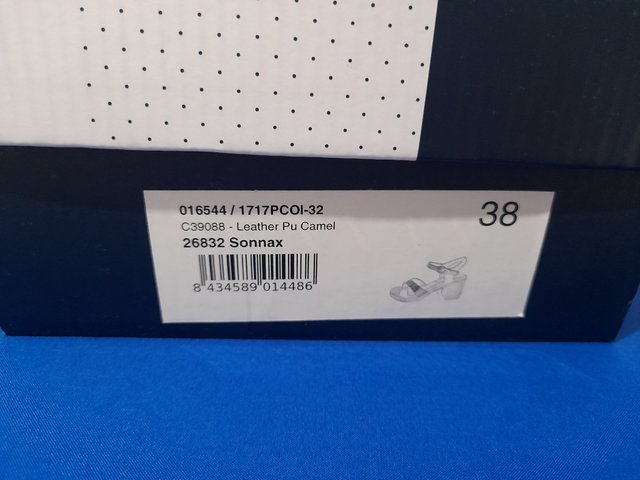 016544 / 1717PCOI-32
38
C39088 - Leather Pu Camel
26832 Sonnax
8 434589 014486